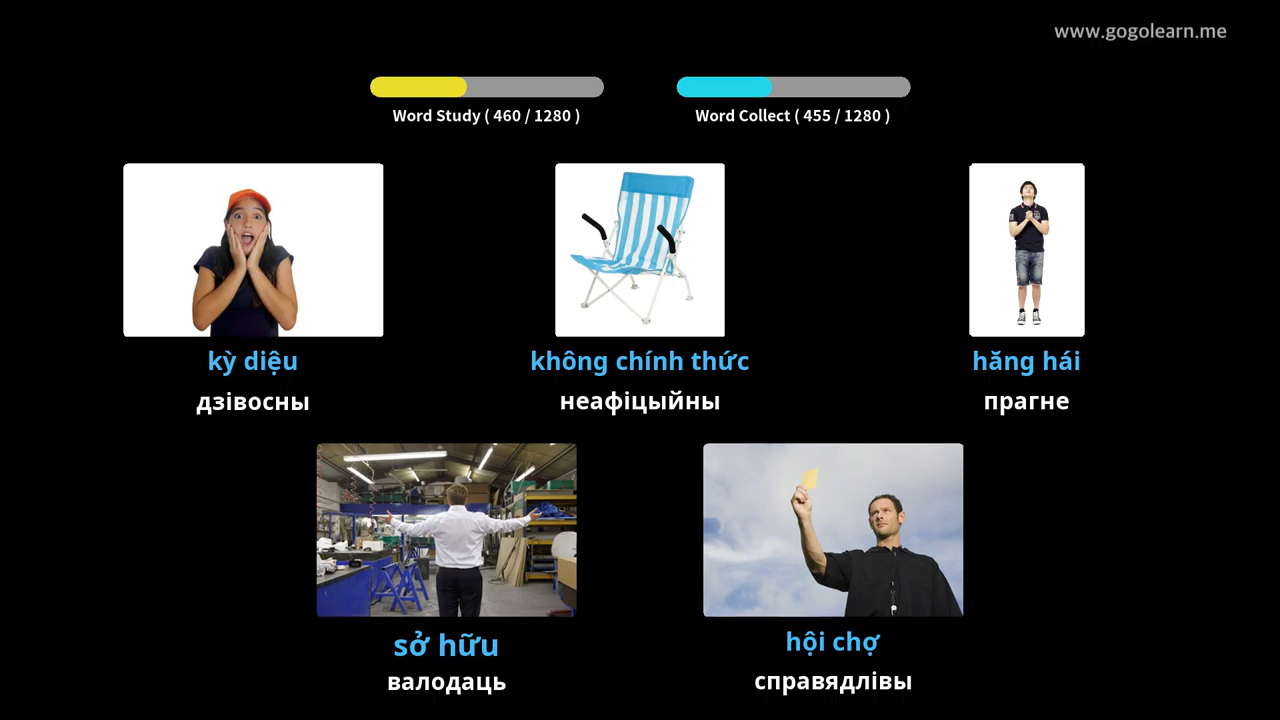 www.gogolearn.me
Word Study ( 460 / 1280 )
Word Collect ( 455 / 1280 )
kỳ diệu
дзівосны
không chính thức
неафіцыйны
hăng hái
прагне
sở hữu
валодаць
hội chợ
справядлівы